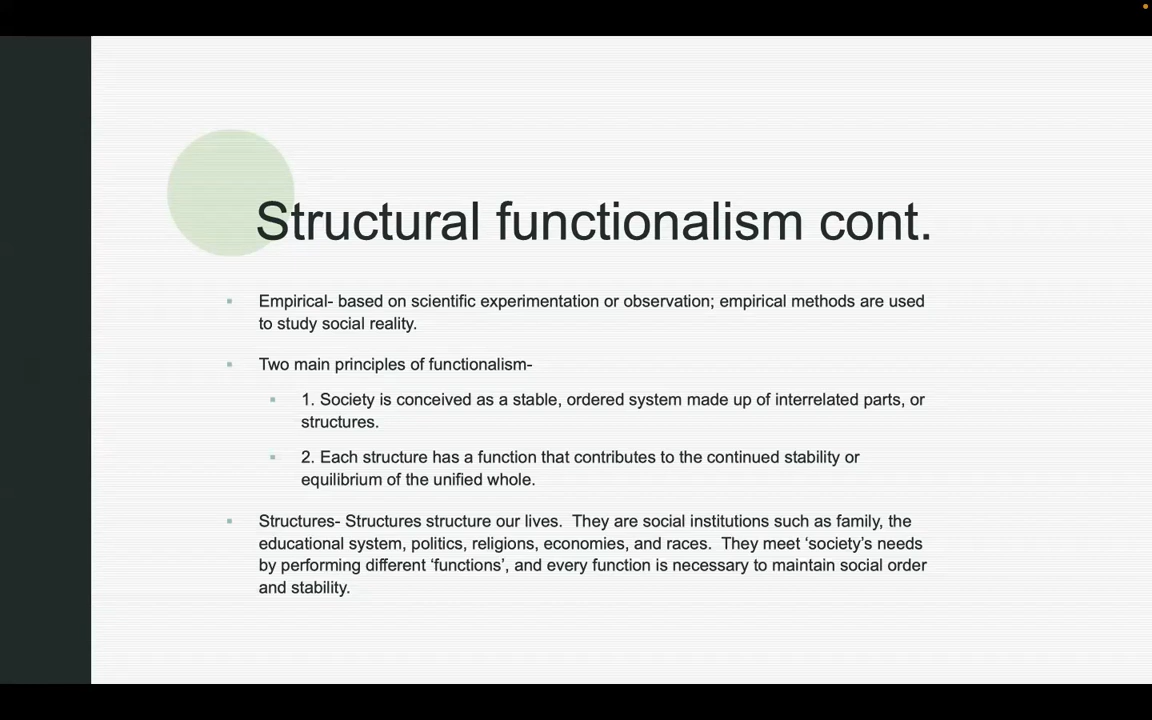 Structural functionalism cont.
Empirical- based on scientific experimentation or observation; empirical methods are used
to study social reality.
Two main principles of functionalism-
1. Society is conceived as a stable, ordered system made up of interrelated parts, or
structures.
2. Each structure has a function that contributes to the continued stability or
equilibrium of the unified whole.
Structures- Structures structure our lives.  They are social institutions such as family, the
educational system, politics, religions, economies, and races.  They meet ‘society’s needs
by performing different ‘functions’, and every function is necessary to maintain social order
and stability.